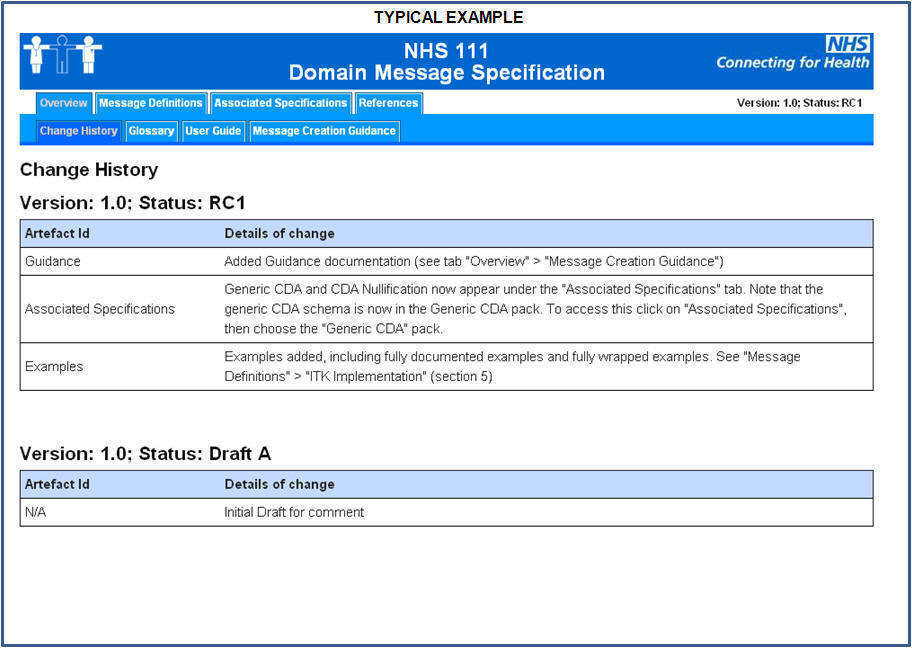 TYPICAL EXAMPLE
NHS 111
Domain Message Specification
NHS
Connecting for Health
Overview Message Definitions Associated Specifications References
Version: 1.0; Status: RC1
Change History Glossary User Guide Message Creation Guidance
Change History
Version: 1.0; Status: RC1
Artefact Id Details of change
Guidance Added Guidance documentation (see tab "Overview" > "Message Creation Guidance")
Associated Specifications
Generic CDA and CDA Nullification now appear under the "Associated Specifications" tab. Note that the
generic CDA schema is now in the Generic CDA pack. To access this click on "Associated Specifications",
then choose the "Generic CDA" pack.
Examples
Examples added, including fully documented examples and fully wrapped examples. See "Message
Definitions" > "ITK Implementation" (section 5)
Version: 1.0; Status: Draft A
Artefact Id Details of change
N/A Initial Draft for comment